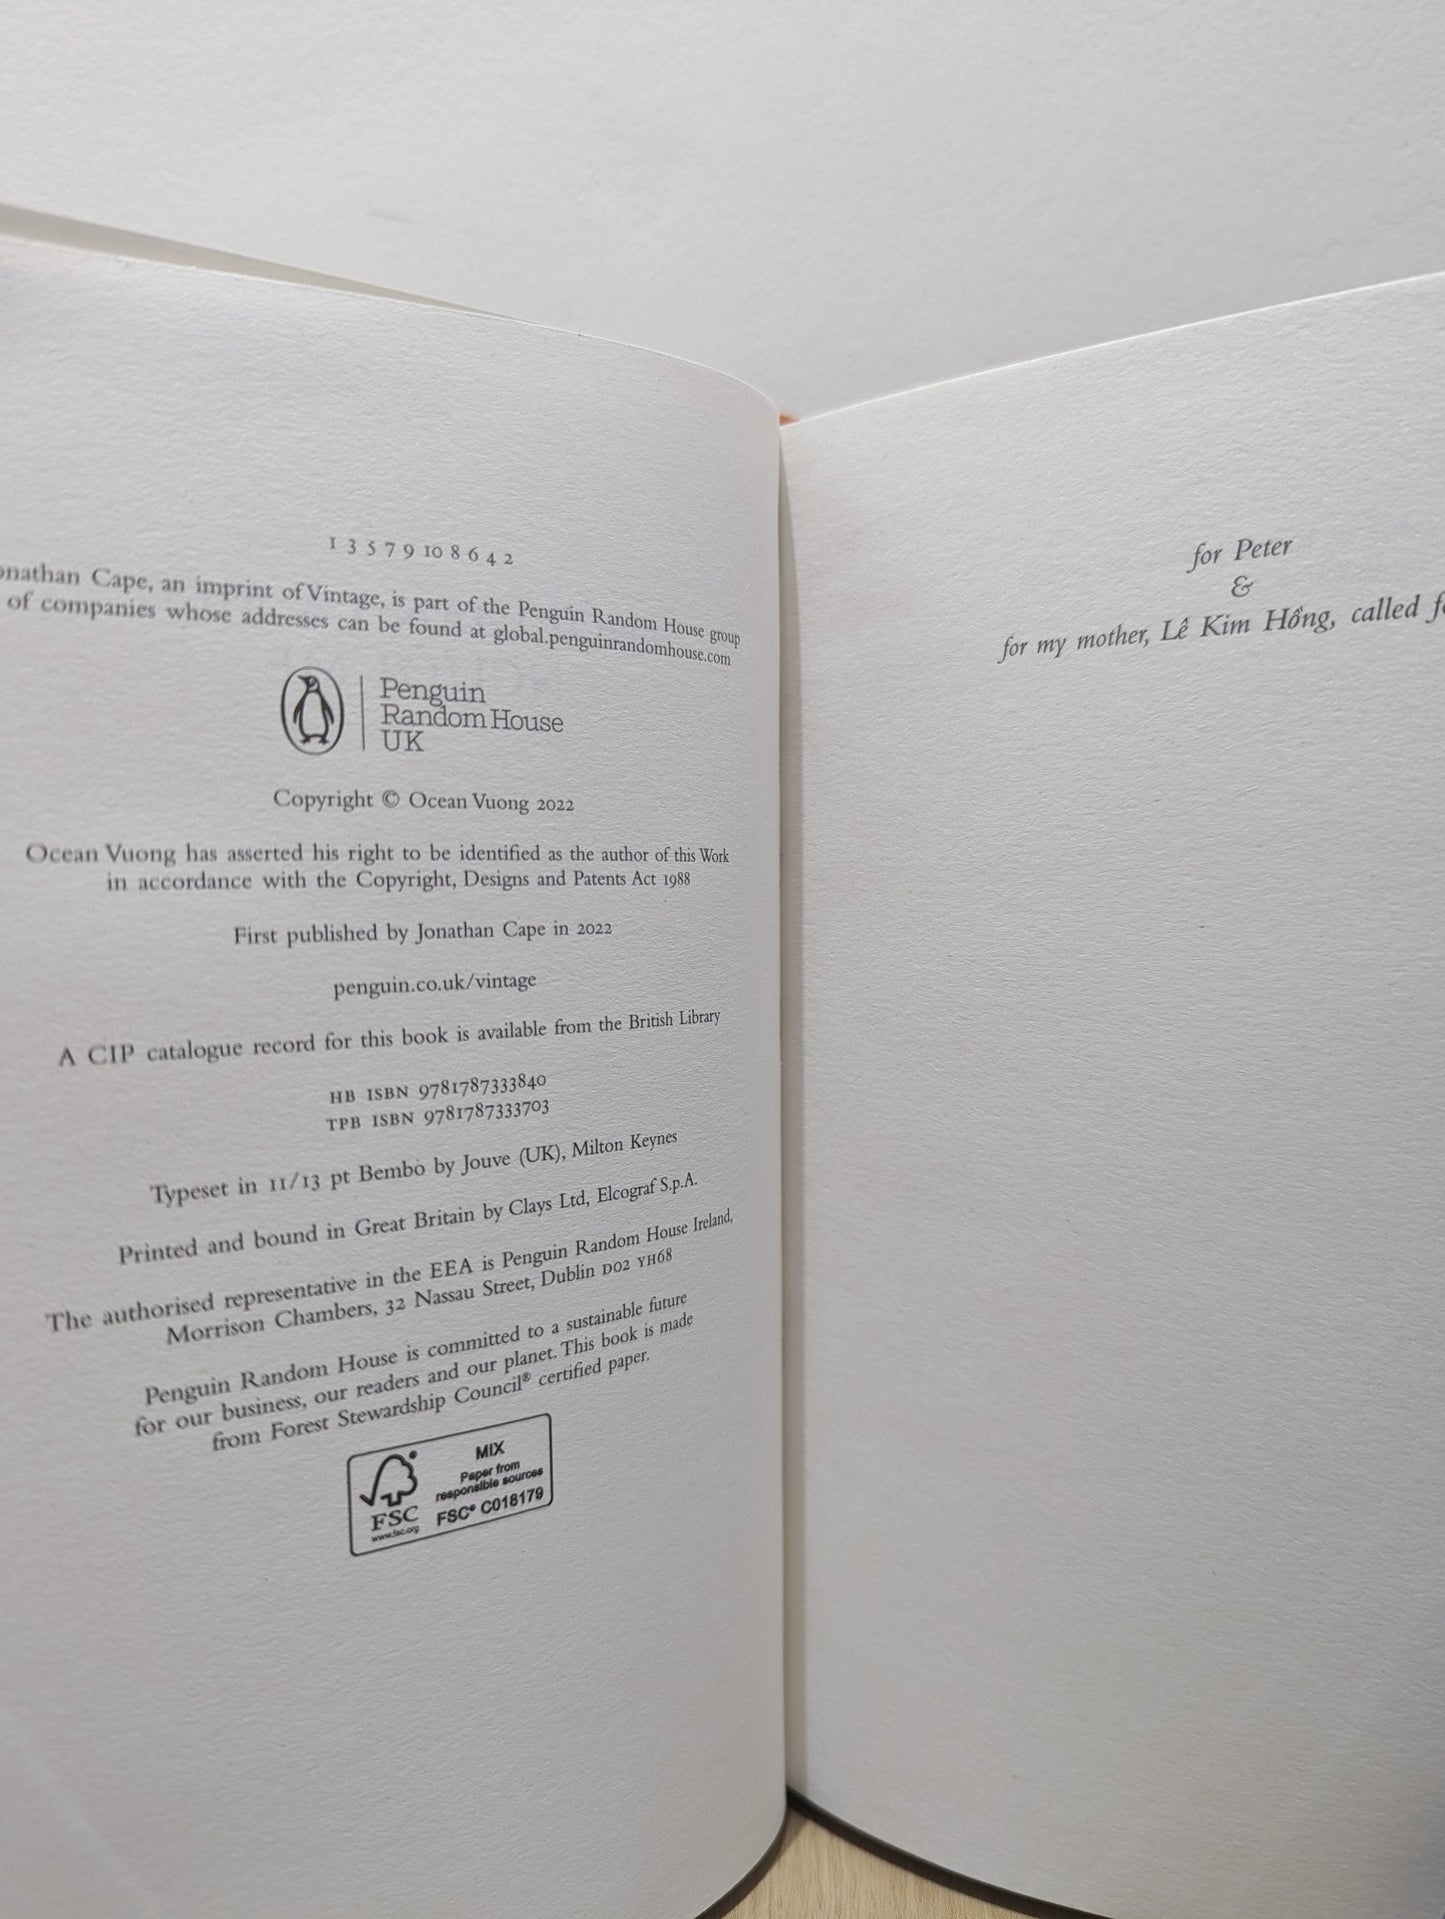 1 3 5 7 9 10 8 6 4 2
onathan Cape, an imprint of Vintage, is part of the Penguin Random House group
of companies whose addresses can be found at global.penguinrandomhouse.com
Penguin
Random House
UK
Copyright © Ocean Vuong 2022
Ocean Vuong has asserted his right to be identified as the author of this Work
in accordance with the Copyright, Designs and Patents Act 1988
First published by Jonathan Cape in 2022
penguin.co.uk/vintage
A CIP catalogue record for this book is available from the British Library
HB ISBN 9781787333840
TPB ISBN 9781787333703
Typeset in 11/13 pt Bembo by Jouve (UK), Milton Keynes
Printed and bound in Great Britain by Clays Ltd, Elcograf S.p.A.
The authorised representative in the EEA is Penguin Random House Ireland,
Morrison Chambers, 32 Nassau Street, Dublin D02 YH68
Penguin Random House is committed to a sustainable future
for our business, our readers and our planet. This book is made
from Forest Stewardship Council® certified paper.
FSC
www.fsc.org
MIX
Paper from
responsible sources
FSC® C018179
for Peter
&
for my mother, Lê Kim Hồng, called